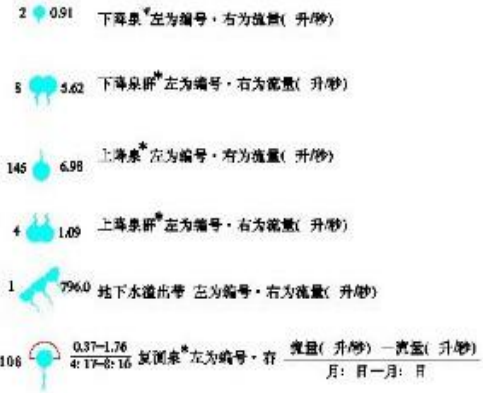 2 0.91 下降泉*左为编号·右为流量( 升/秒)
8 5.62 下降泉群*左为编号·右为流量( 升/秒)
145 6.98 上降泉*左为编号·右为流量( 升/秒)
4 1.09 上降泉群*左为编号·右为流量( 升/秒)
1 796.0 地下水溢出带 左为编号·右为流量( 升/秒)
108 0.37-1.76 流量( 升/秒) —流量( 升/秒)
4: 17-8: 16 复测泉*左为编号·右 月: 日—月: 日